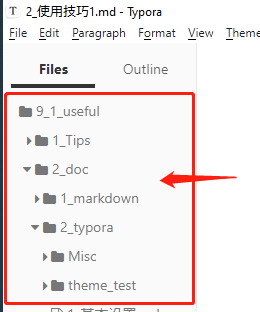 T 2_使用技巧1.md - Typora
File Edit Paragraph Format View Theme
Files Outline
9_1_useful
1_Tips
2_doc
1_markdown
2_typora
Misc
theme_test